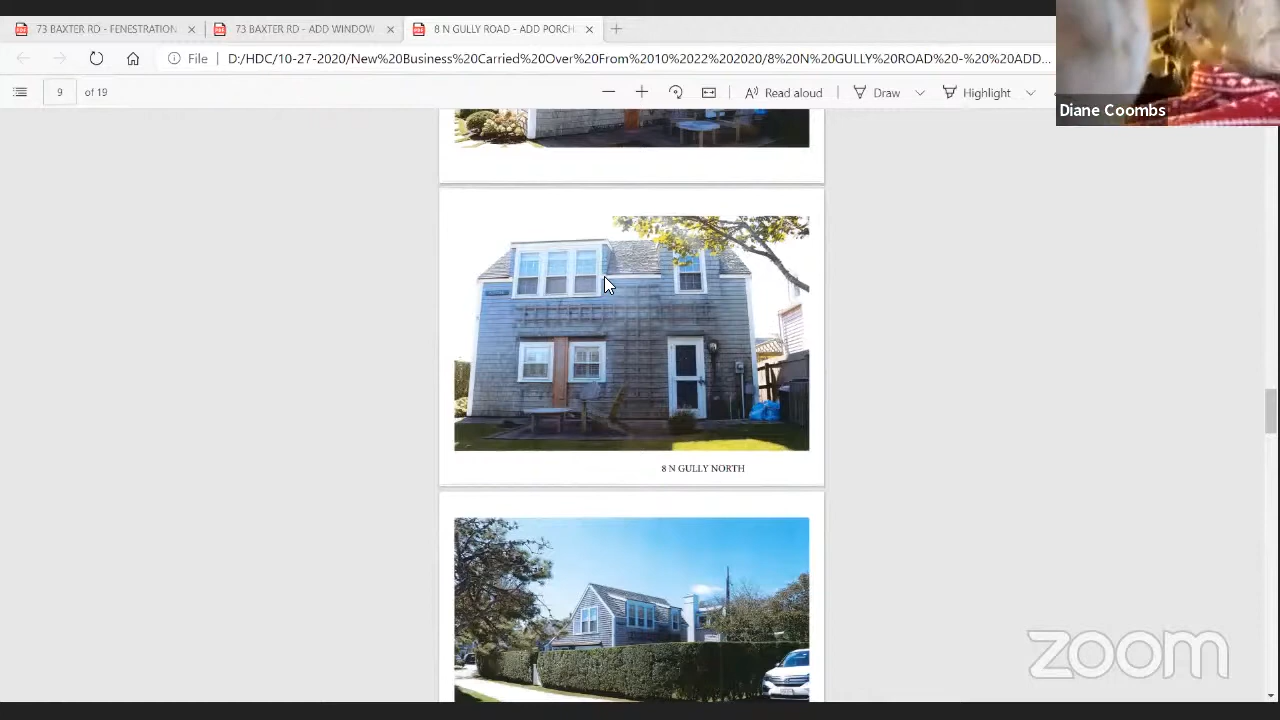 73 BAXTER RD - FENESTRATION
73 BAXTER RD - ADD WINDOW
8 N GULLY ROAD - ADD PORCH
File
D:/HDC/10-27-2020/New%20Business%20Carried%20Over%20From%2010%2022%202020/8%20N%20GULLY%20ROAD%20-%20%20ADD...
9 of 19
Read aloud
Draw
Highlight
Diane Coombs
8 N GULLY NORTH
zoom